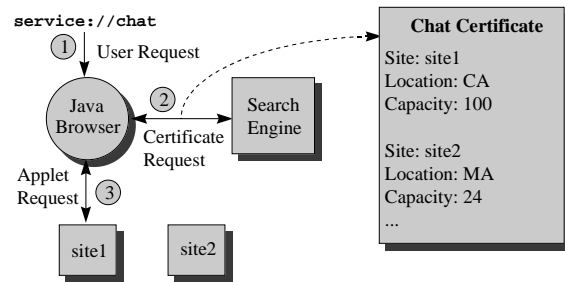 service://chat
1
User Request
Java
Browser
2
Certificate
Request
Search
Engine
Applet
Request
3
site1
site2
Chat Certificate
Site: site1
Location: CA
Capacity: 100
Site: site2
Location: MA
Capacity: 24
...